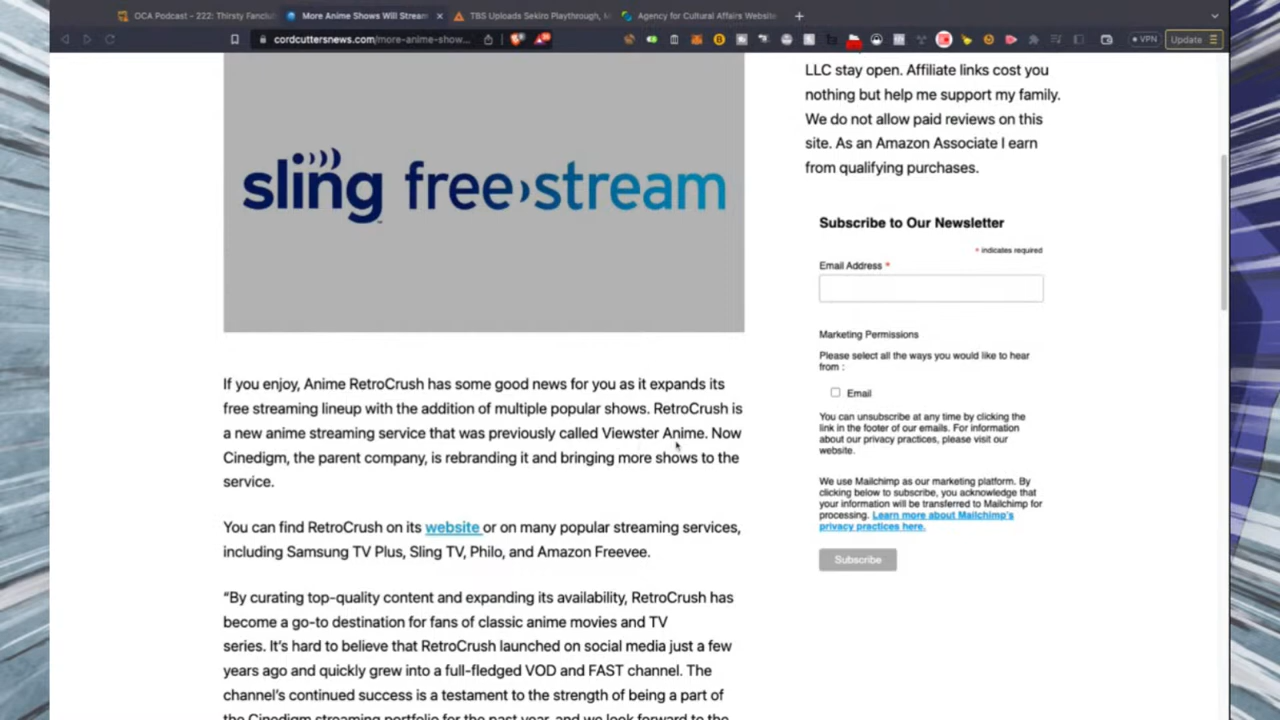 OCA Podcast - 222: Thirsty Fanclu
More Anime Shows Will Stream
TBS Uploads Sekiro Playthrough, M
Agency for Cultural Affairs Website
cordcuttersnews.com/more-anime-show...
VPN
Update
sling free stream
If you enjoy, Anime RetroCrush has some good news for you as it expands its
free streaming lineup with the addition of multiple popular shows. RetroCrush is
a new anime streaming service that was previously called Viewster Anime. Now
Cinedigm, the parent company, is rebranding it and bringing more shows to the
service.
You can find RetroCrush on its website or on many popular streaming services,
including Samsung TV Plus, Sling TV, Philo, and Amazon Freevee.
“By curating top-quality content and expanding its availability, RetroCrush has
become a go-to destination for fans of classic anime movies and TV
series. It’s hard to believe that RetroCrush launched on social media just a few
years ago and quickly grew into a full-fledged VOD and FAST channel. The
channel’s continued success is a testament to the strength of being a part of
the Cinedigm streaming portfolio for the past year, and we look forward to the
LLC stay open. Affiliate links cost you
nothing but help me support my family.
We do not allow paid reviews on this
site. As an Amazon Associate I earn
from qualifying purchases.
Subscribe to Our Newsletter
* indicates required
Email Address *
Marketing Permissions
Please select all the ways you would like to hear
from :
Email
You can unsubscribe at any time by clicking the
link in the footer of our emails. For information
about our privacy practices, please visit our
website.
We use Mailchimp as our marketing platform. By
clicking below to subscribe, you acknowledge that
your information will be transferred to Mailchimp for
processing. Learn more about Mailchimp's
privacy practices here.
Subscribe